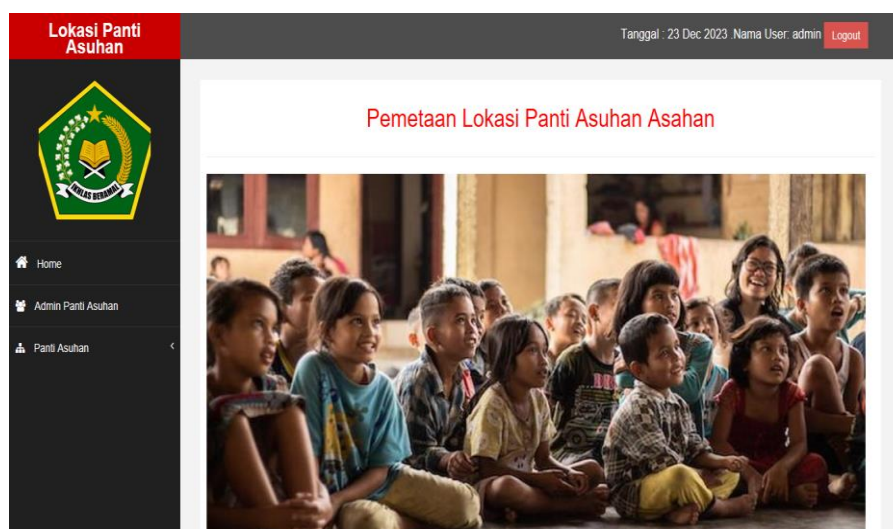 Lokasi Panti
Asuhan
Tanggal : 23 Dec 2023 .Nama User: admin Logout
IKHLAS BERAMAL
Pemetaan Lokasi Panti Asuhan Asahan
Home
Admin Panti Asuhan
Panti Asuhan